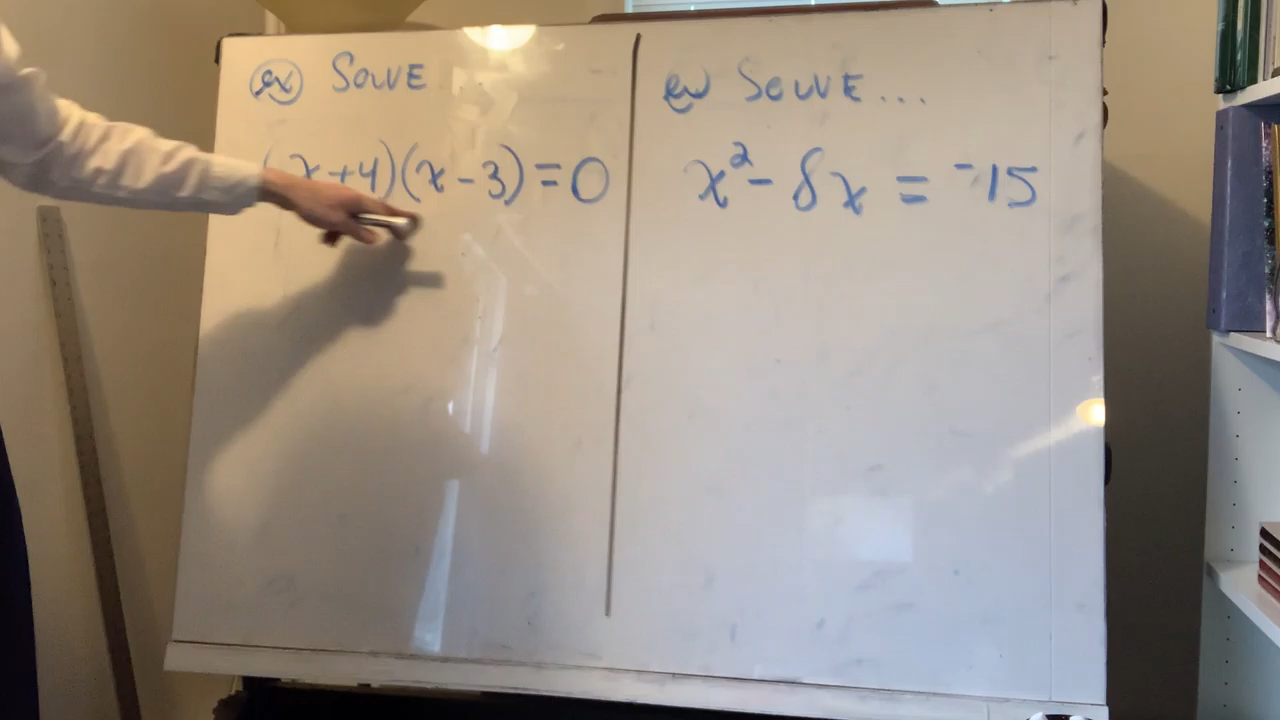 ex SOLVE
(x+4)(x-3)=0
ex SOLVE...
x²-8x = -15